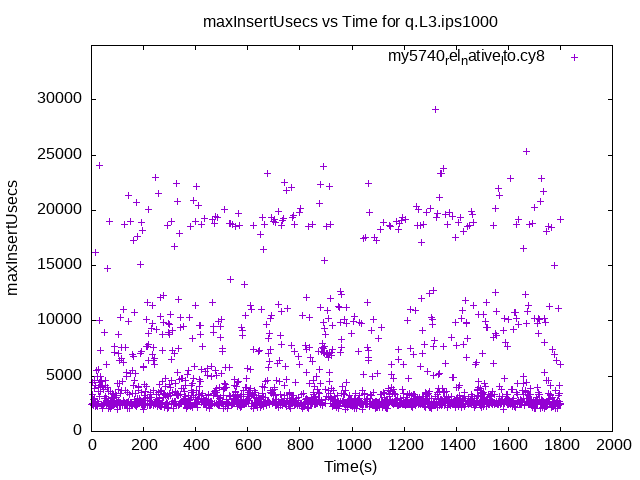 maxInsertUsecs vs Time for q.L3.ips1000
my5740relnativelto.cy8
30000
25000
20000
15000
10000
5000
0
maxInsertUsecs
0 200 400 600 800 1000 1200 1400 1600 1800 2000
Time(s)